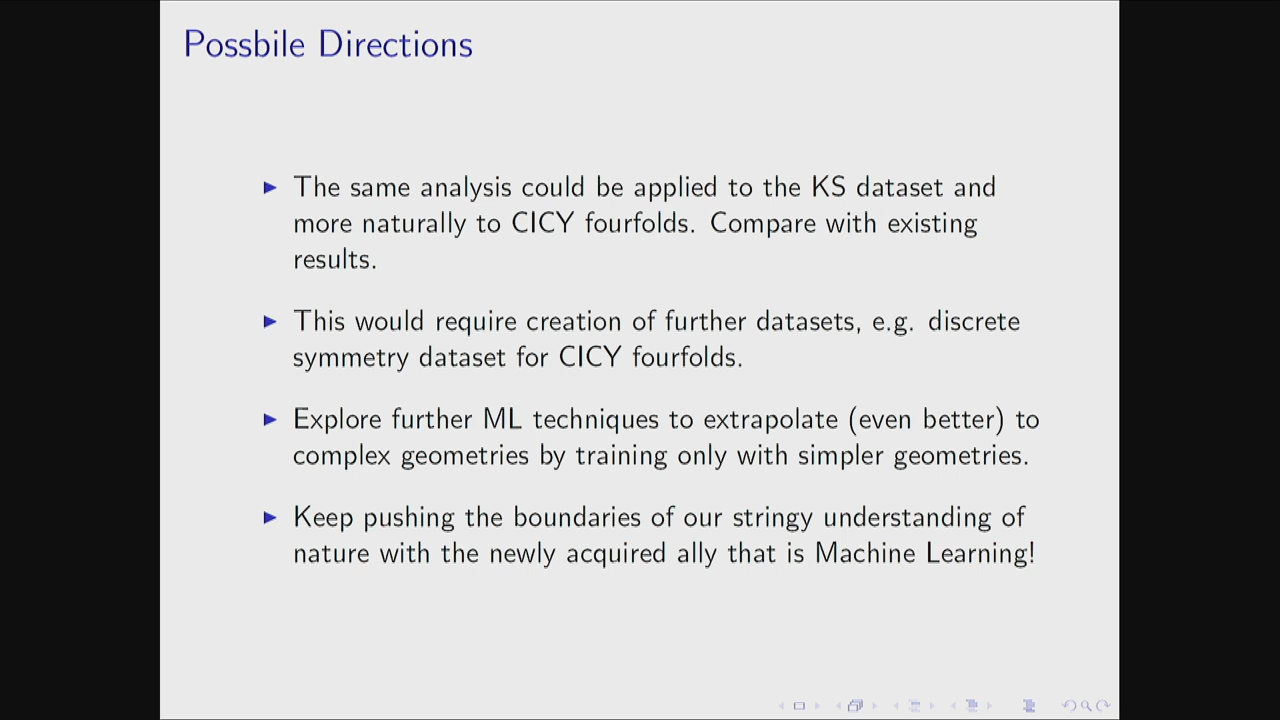 Possbile Directions
The same analysis could be applied to the KS dataset and
more naturally to CICY fourfolds. Compare with existing
results.
This would require creation of further datasets, e.g. discrete
symmetry dataset for CICY fourfolds.
Explore further ML techniques to extrapolate (even better) to
complex geometries by training only with simpler geometries.
Keep pushing the boundaries of our stringy understanding of
nature with the newly acquired ally that is Machine Learning!